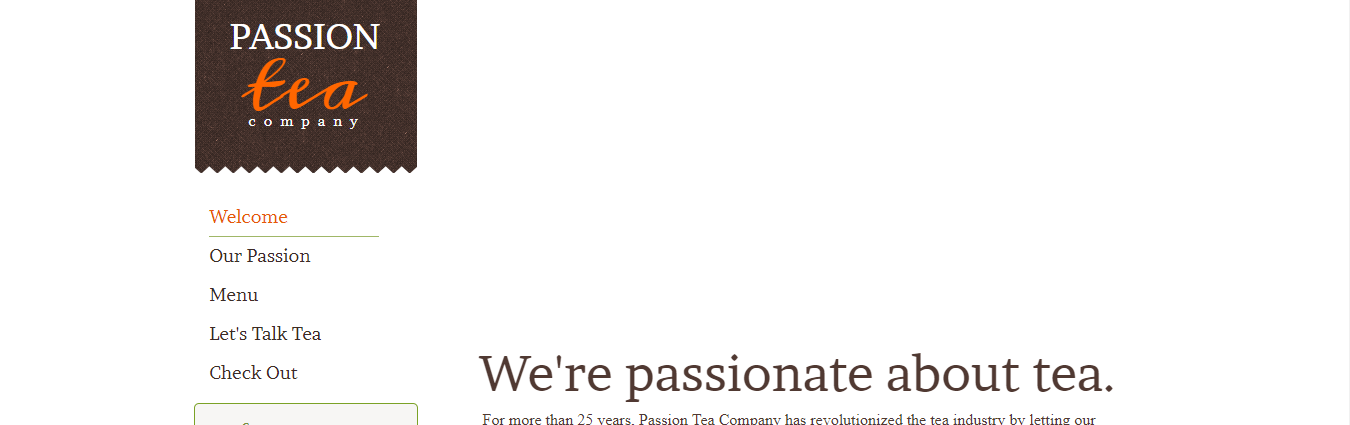 PASSION
tea
company
Welcome
Our Passion
Menu
Let's Talk Tea
Check Out
We're passionate about tea.
For more than 25 years, Passion Tea Company has revolutionized the tea industry by letting our